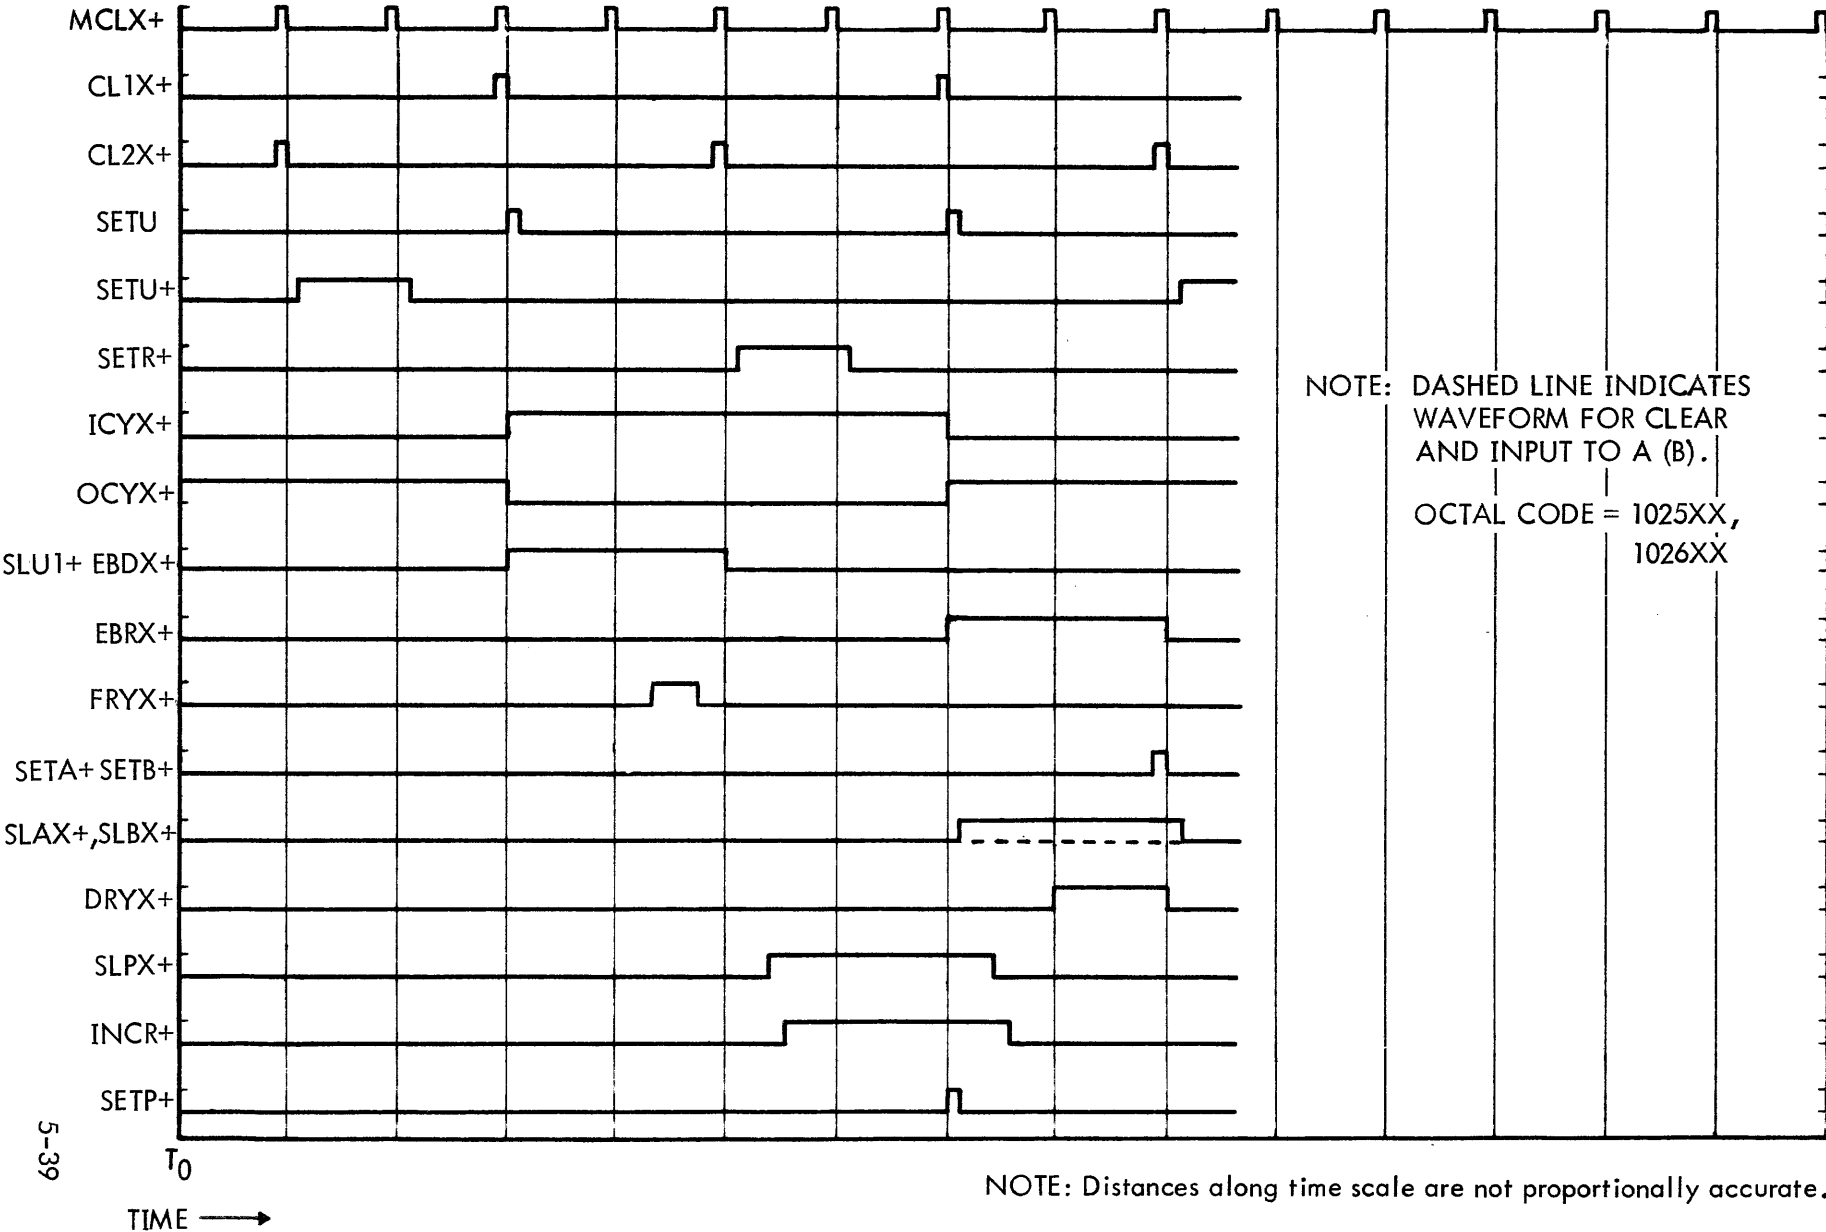 MCLX+
CL1X+
CL2X+
SETU
SETU+
SETR+
ICYX+
OCYX+
SLU1+ EBDX+
EBRX+
FRYX+
SETA+ SETB+
SLAX+,SLBX+
DRYX+
SLPX+
INCR+
SETP+
NOTE: DASHED LINE INDICATES
WAVEFORM FOR CLEAR
AND INPUT TO A (B).
OCTAL CODE = 1025XX,
1026XX
5-39
T0
TIME
NOTE: Distances along time scale are not proportionally accurate.